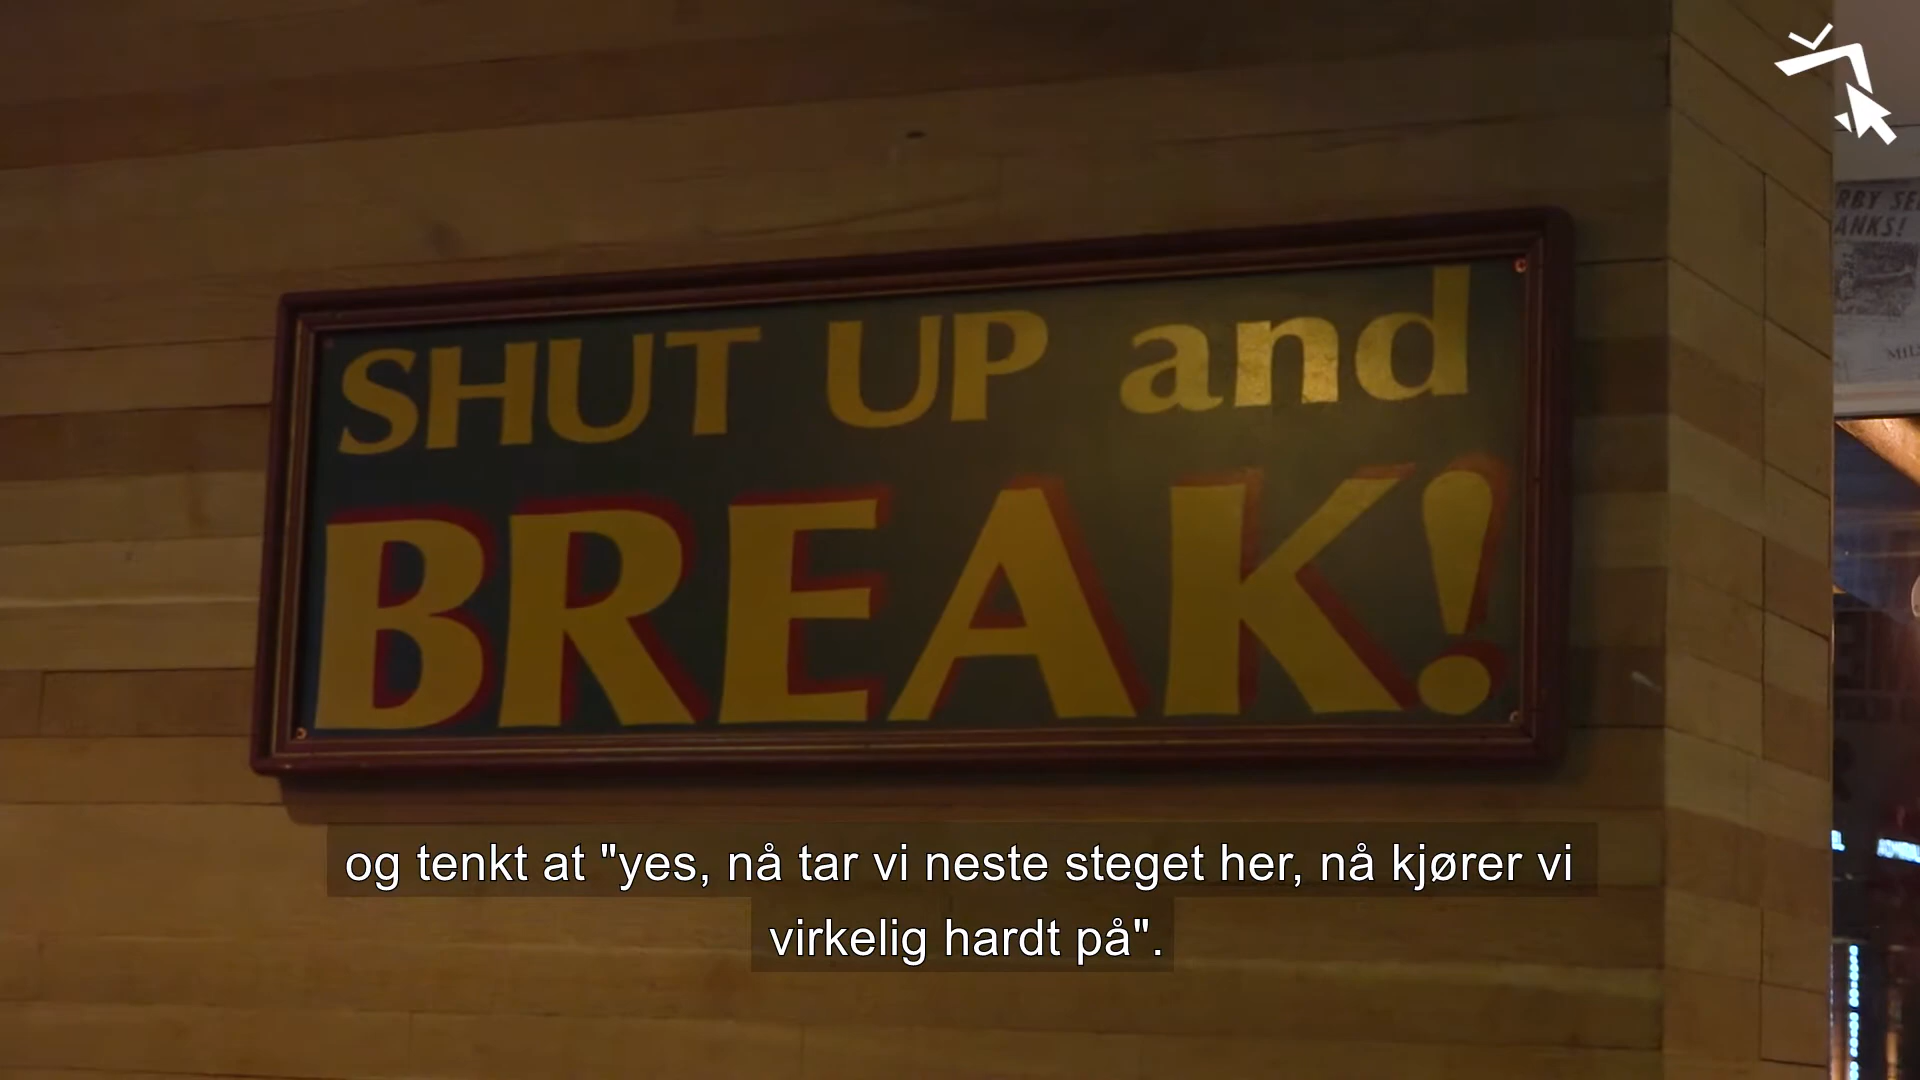 SHUT UP and
BREAK!
og tenkt at "yes, nå tar vi neste steget her, nå kjører vi
virkelig hardt på".
ANKS!